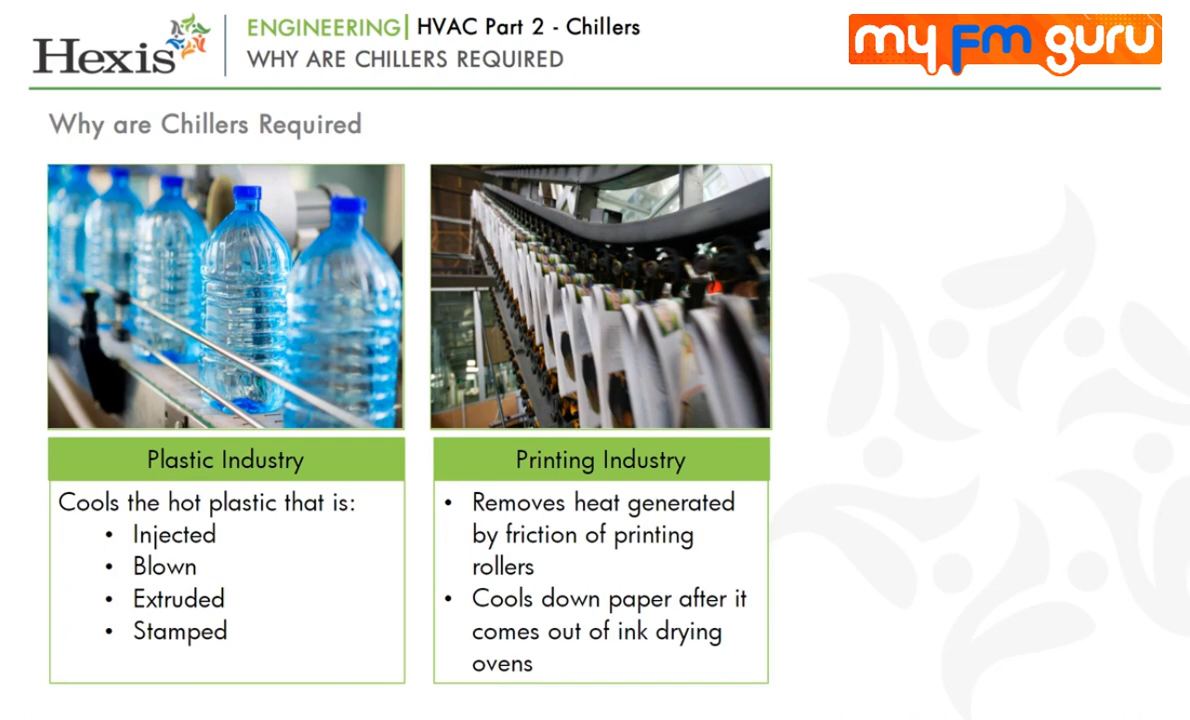 Hexis
ENGINEERING| HVAC Part 2 - Chillers
WHY ARE CHILLERS REQUIRED
my fm guru
Why are Chillers Required
Plastic Industry
Cools the hot plastic that is:
• Injected
• Blown
• Extruded
• Stamped
Printing Industry
• Removes heat generated
by friction of printing
rollers
• Cools down paper after it
comes out of ink drying
ovens